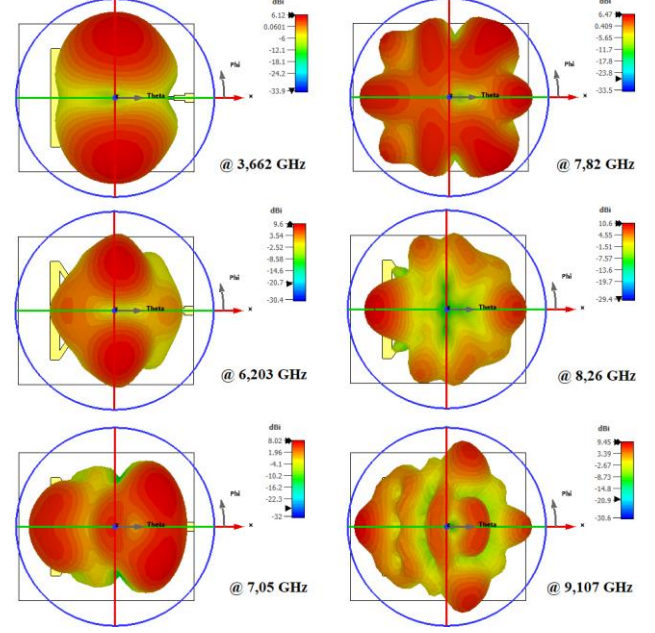 dBi
6.12
0.0601
-6
-12.1
-18.1
-24.2
-33.9
Phi
Theta
x
@ 3,662 GHz
dBi
6.47
0.409
-5.65
-11.7
-17.8
-25.8
-33.5
Phi
Theta
x
@ 7,82 GHz
dBi
9.6
3.54
-2.52
-8.58
-14.6
-20.7
-30.4
Phi
Theta
x
@ 6,203 GHz
dBi
10.6
4.55
-1.51
-7.57
-13.6
-19.7
-29.4
Phi
Theta
x
@ 8,26 GHz
dBi
8.02
1.96
-4.1
-10.2
-16.2
-22.3
-32
Phi
Theta
x
@ 7,05 GHz
dBi
9.45
3.39
-2.67
-8.73
-14.8
-20.9
-30.6
Phi
Theta
x
@ 9,107 GHz